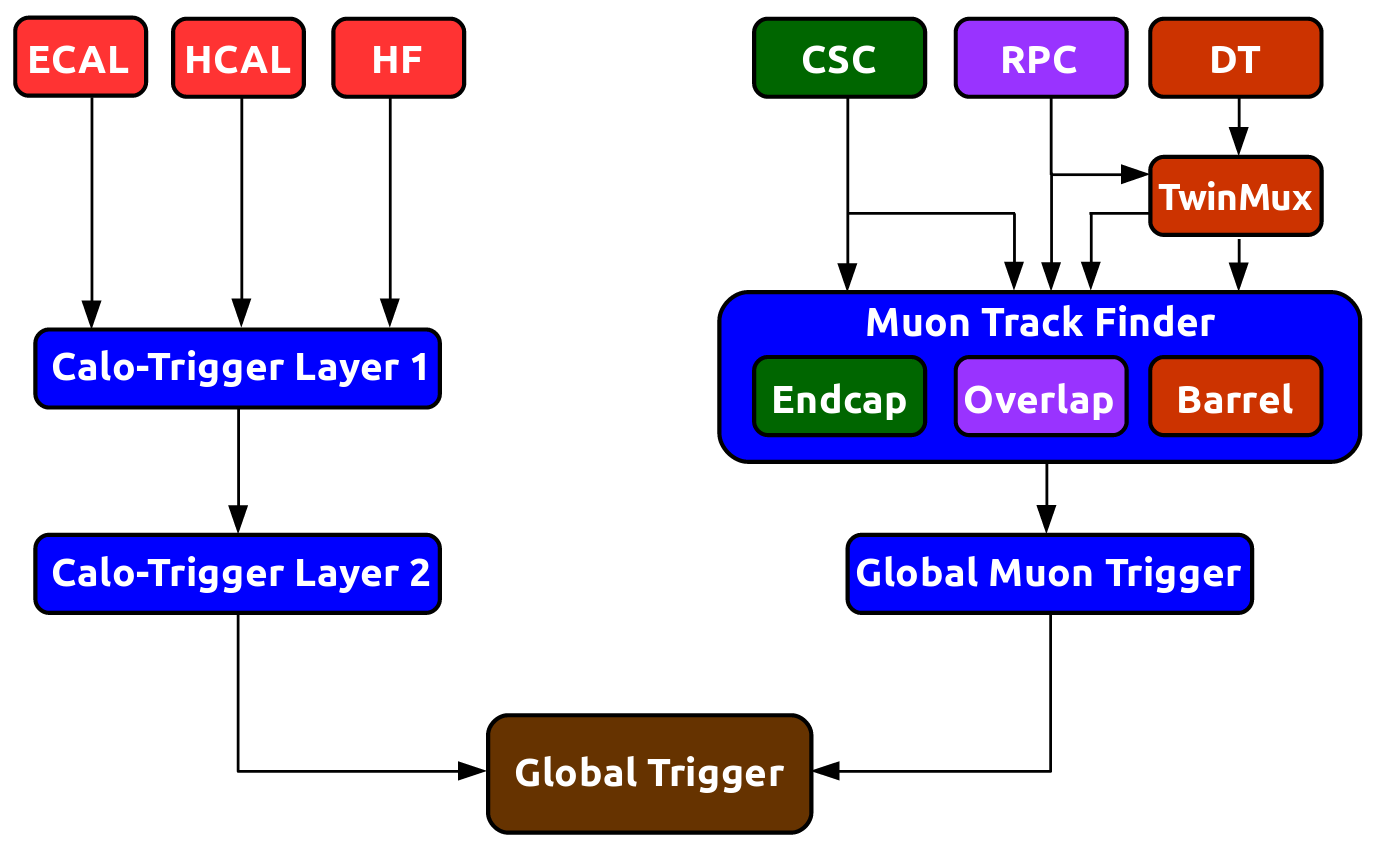 ECAL
HCAL
HF
CSC
RPC
DT
TwinMux
Muon Track Finder
Endcap
Overlap
Barrel
Calo-Trigger Layer 1
Calo-Trigger Layer 2
Global Muon Trigger
Global Trigger